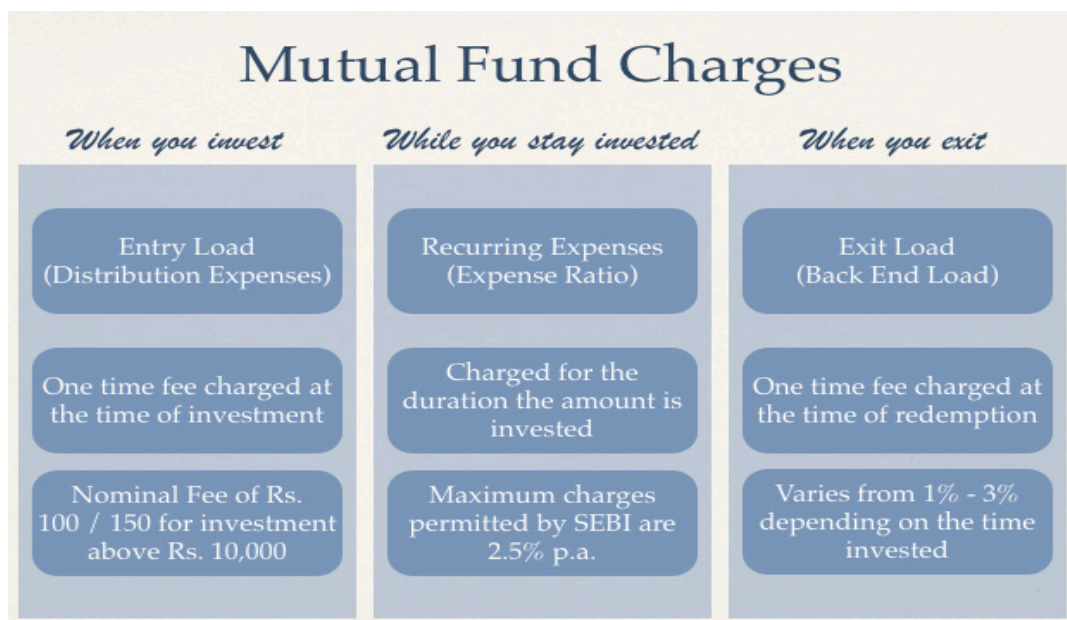 Mutual Fund Charges
When you invest
Entry Load
(Distribution Expenses)
One time fee charged at
the time of investment
Nominal Fee of Rs.
100 / 150 for investment
above Rs. 10,000
While you stay invested
Recurring Expenses
(Expense Ratio)
Charged for the
duration the amount is
invested
Maximum charges
permitted by SEBI are
2.5% p.a.
When you exit
Exit Load
(Back End Load)
One time fee charged at
the time of redemption
Varies from 1% - 3%
depending on the time
invested